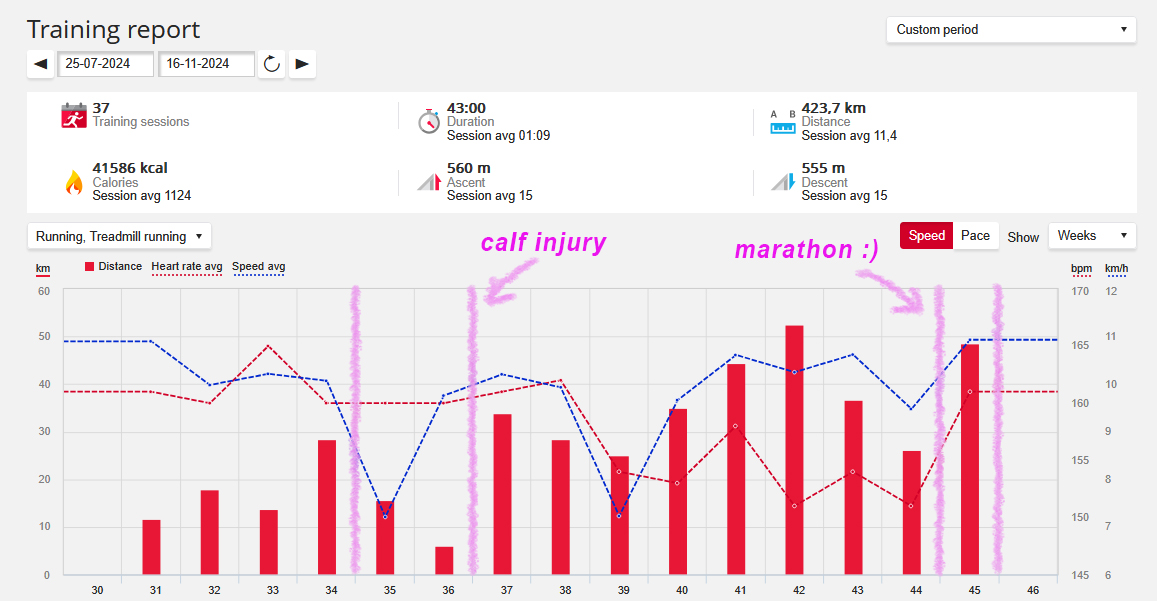 Training report
Custom period ▼
◀ 25-07-2024 16-11-2024 ▶
37
Training sessions
43:00
Duration
Session avg 01:09
A B
423,7 km
Distance
Session avg 11,4
41586 kcal
Calories
Session avg 1124
560 m
Ascent
Session avg 15
555 m
Descent
Session avg 15
Running, Treadmill running ▼
calf injury
marathon :)
Speed Pace Show Weeks ▼
km Distance Heart rate avg Speed avg bpm km/h
60 170 12
50 165 11
40 160 10
30 155 9
20 150 8
10 145 7
0 6
30 31 32 33 34 35 36 37 38 39 40 41 42 43 44 45 46